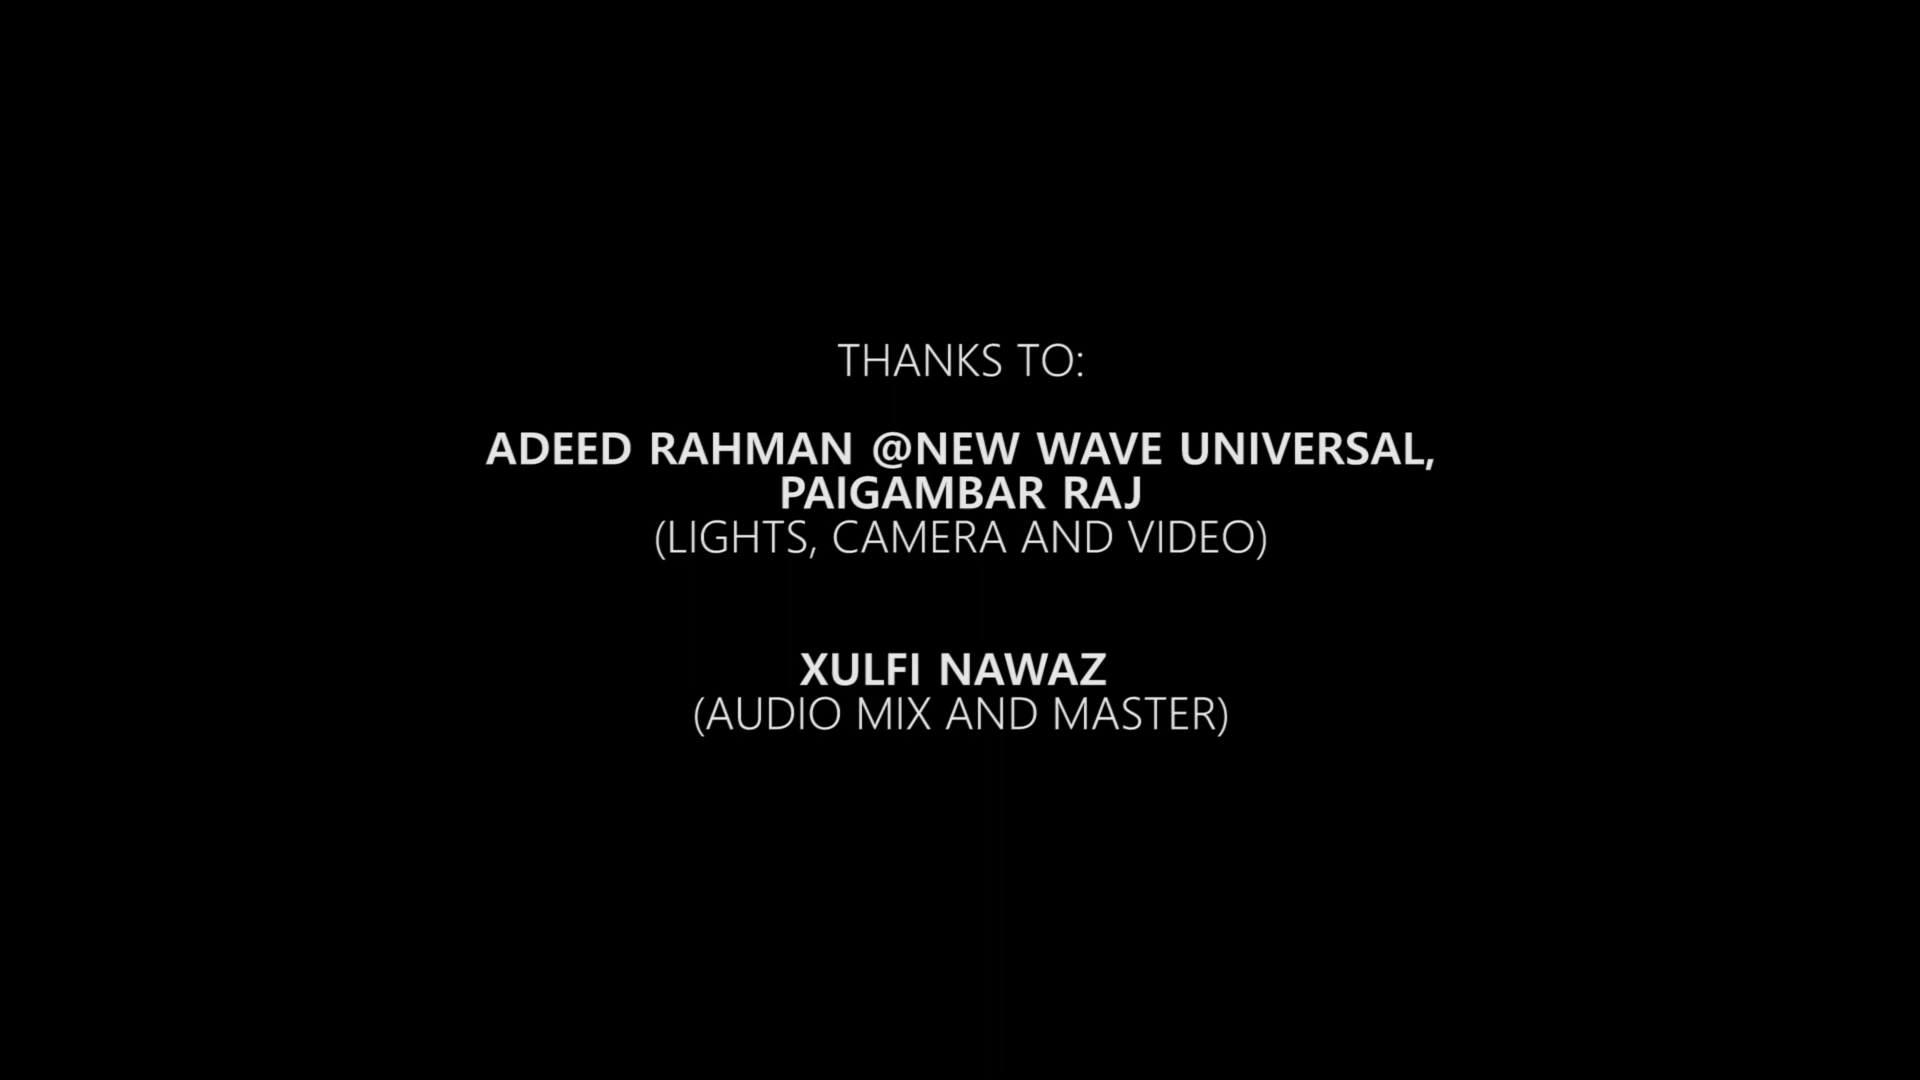 THANKS TO:
ADEED RAHMAN @NEW WAVE UNIVERSAL,
PAIGAMBAR RAJ
(LIGHTS, CAMERA AND VIDEO)
XULFI NAWAZ
(AUDIO MIX AND MASTER)